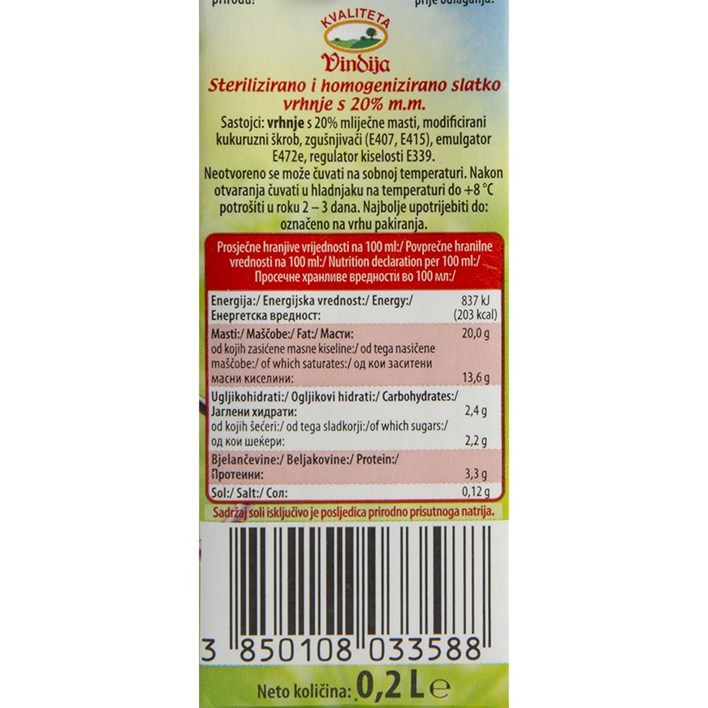 prirodu!
prije odlaganja.
KVALITETA
Vindija
Sterilizirano i homogenizirano slatko
vrhnje s 20% m.m.
Sastojci: vrhnje s 20% mliječne masti, modificirani
kukuruzni škrob, zgušnjivači (E407, E415), emulgator
E472e, regulator kiselosti E339.
Neotvoreno se može čuvati na sobnoj temperaturi. Nakon
otvaranja čuvati u hladnjaku na temperaturi do +8 °C
potrošiti u roku 2 – 3 dana. Najbolje upotrijebiti do:
označeno na vrhu pakiranja.
Prosječne hranjive vrijednosti na 100 ml:/ Povprečne hranilne
vrednosti na 100 ml:/ Nutrition declaration per 100 ml:/
Просечне хранливе вредности во 100 мл:/
Energija:/ Energijska vrednost:/ Energy:/ 837 kJ
Енергетска вредност: (203 kcal)
Masti:/ Maščobe:/ Fat:/ Масти: 20,0 g
od kojih zasićene masne kiseline:/ od tega nasičene
maščobe:/ of which saturates:/ од кои заситени
масни киселини: 13,6 g
Ugljikohidrati:/ Ogljikovi hidrati:/ Carbohydrates:/
Јаглени хидрати: 2,4 g
od kojih šećeri:/ od tega sladkorji:/of which sugars:/
од кои шеќери: 2,2 g
Bjelančevine:/ Beljakovine:/ Protein:/
Протеини: 3,3 g
Sol:/ Salt:/ Сол: 0,12 g
Sadržaj soli isključivo je posljedica prirodno prisutnoga natrija.
3 850108 033588
Neto količina: 0,2 L e